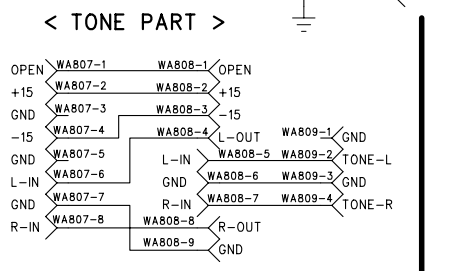 < TONE PART >
OPEN WA807-1 WA808-1 OPEN
+15 WA807-2 WA808-2 +15
GND WA807-3 WA808-3 -15
-15 WA807-4 WA808-4 L-OUT WA809-1 GND
GND WA807-5 L-IN WA808-5 WA809-2 TONE-L
L-IN WA807-6 GND WA808-6 WA809-3 GND
GND WA807-7 R-IN WA808-7 WA809-4 TONE-R
R-IN WA807-8 WA808-8 R-OUT
WA808-9 GND